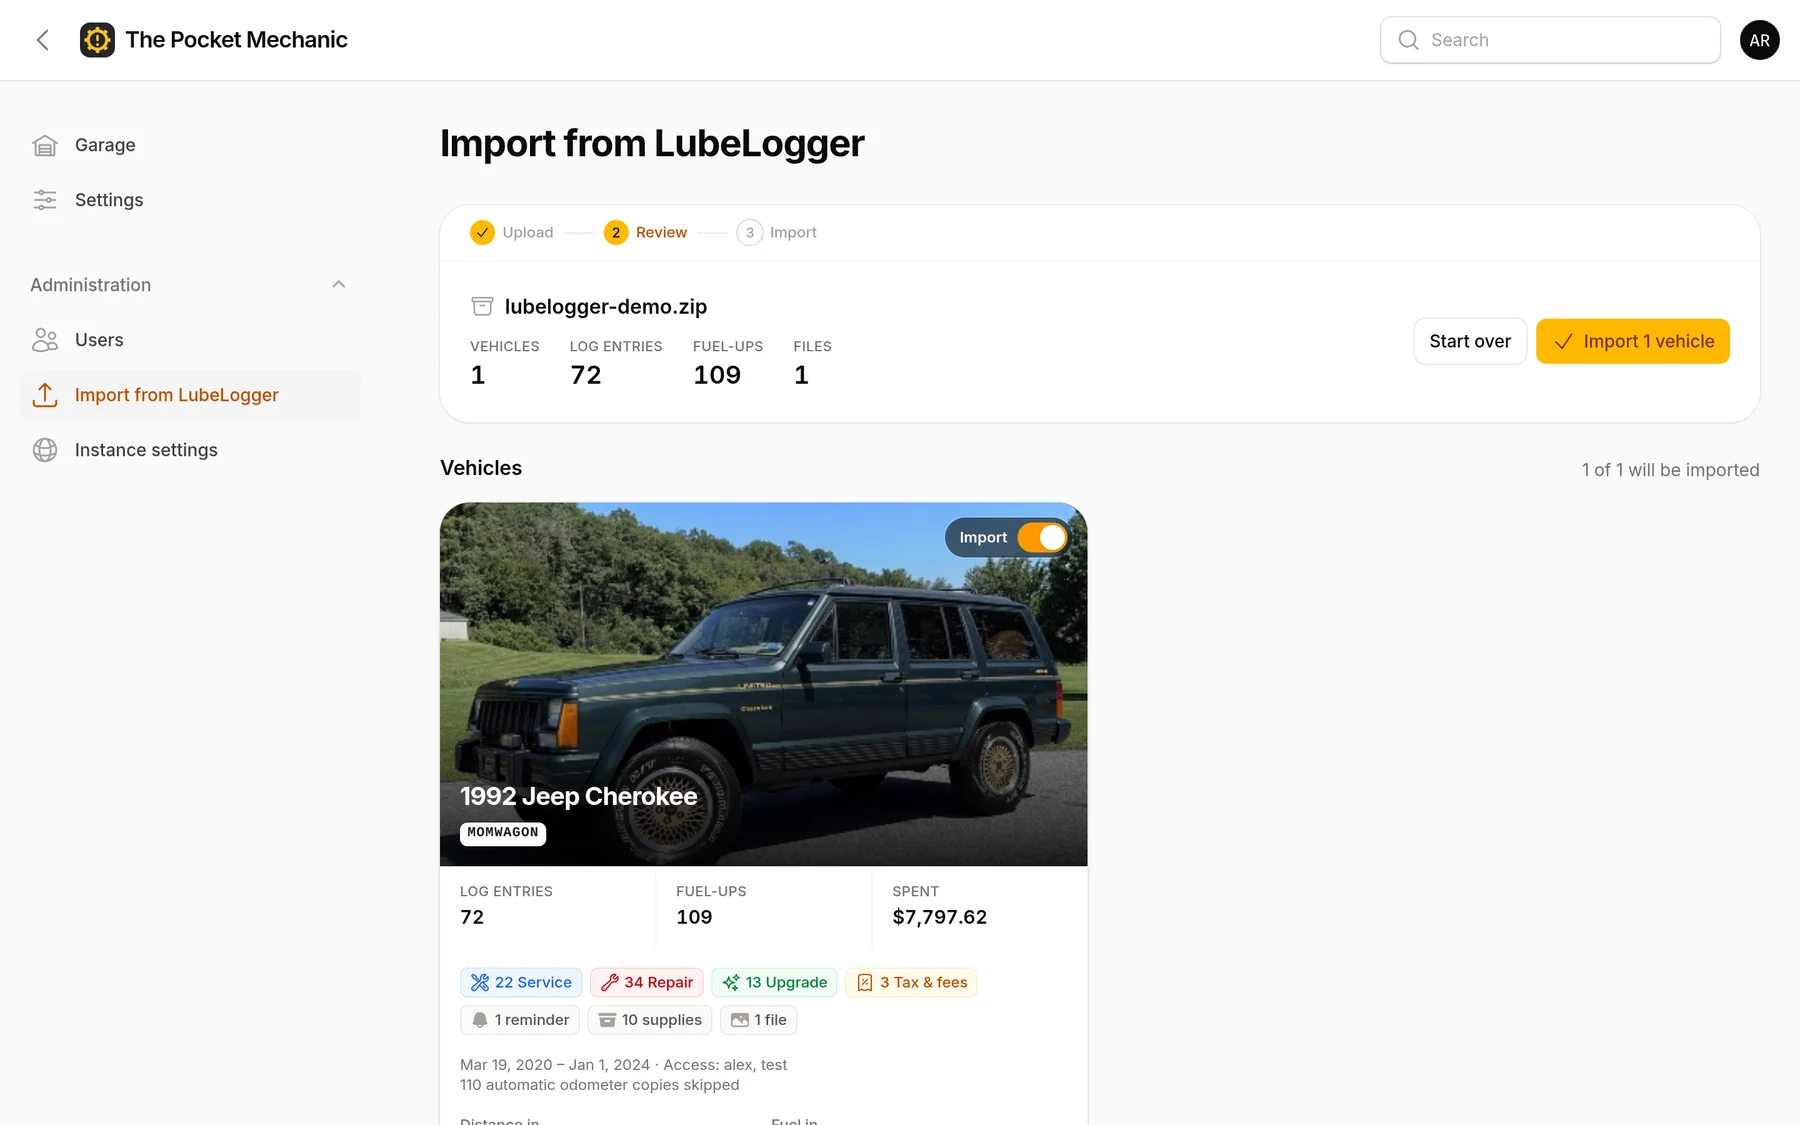 The Pocket Mechanic
Search
AR
Garage
Settings
Administration
Users
Import from LubeLogger
Instance settings
Import from LubeLogger
Upload
2 Review
3 Import
lubelogger-demo.zip
VEHICLES FUEL-UPS LOG ENTRIES FILES
1 72 109 1
Start over
Import 1 vehicle
Vehicles
1 of 1 will be imported
Import
1992 Jeep Cherokee
MOMWAGON
LOG ENTRIES FUEL-UPS SPENT
72 109 $7,797.62
22 Service 34 Repair 13 Upgrade 3 Tax & fees
1 reminder 10 supplies 1 file
Mar 19, 2020 – Jan 1, 2024 · Access: alex, test
110 automatic odometer copies skipped
Distance in Fuel in